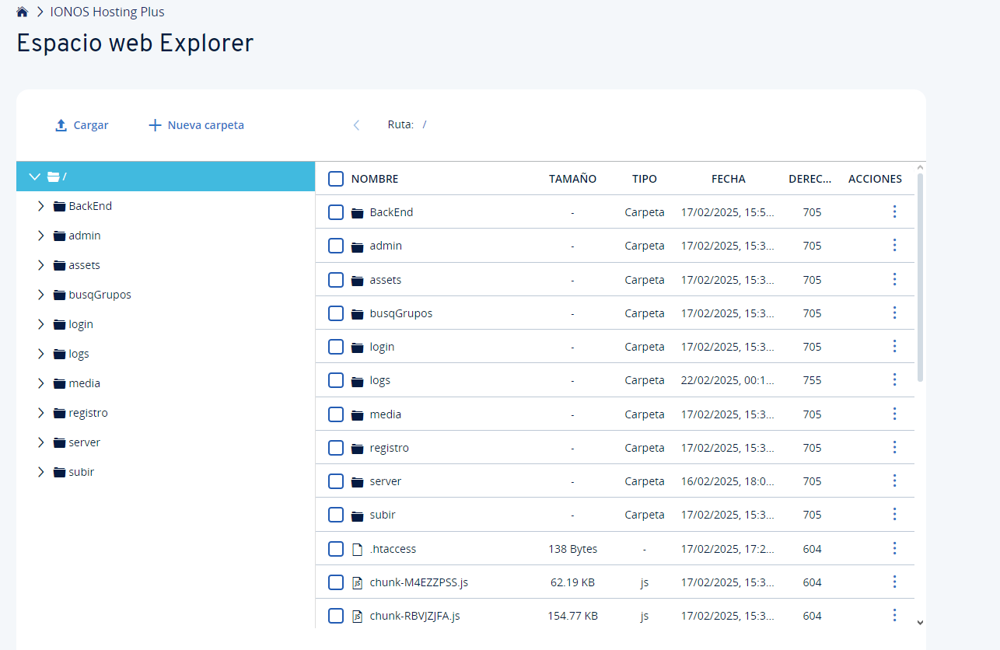 IONOS Hosting Plus
Espacio web Explorer
Cargar Nueva carpeta Ruta: /
/
BackEnd
admin
assets
busqGrupos
login
logs
media
registro
server
subir
NOMBRE TAMAÑO TIPO FECHA DEREC... ACCIONES
BackEnd - Carpeta 17/02/2025, 15:5... 705
admin - Carpeta 17/02/2025, 15:3... 705
assets - Carpeta 17/02/2025, 15:3... 705
busqGrupos - Carpeta 17/02/2025, 15:3... 705
login - Carpeta 17/02/2025, 15:3... 705
logs - Carpeta 22/02/2025, 00:1... 755
media - Carpeta 17/02/2025, 15:3... 705
registro - Carpeta 17/02/2025, 15:3... 705
server - Carpeta 16/02/2025, 18:0... 705
subir - Carpeta 17/02/2025, 15:3... 705
.htaccess 138 Bytes - 17/02/2025, 17:2... 604
chunk-M4EZZPSS.js 62.19 KB js 17/02/2025, 15:3... 604
chunk-RBVJZJFA.js 154.77 KB js 17/02/2025, 15:3... 604